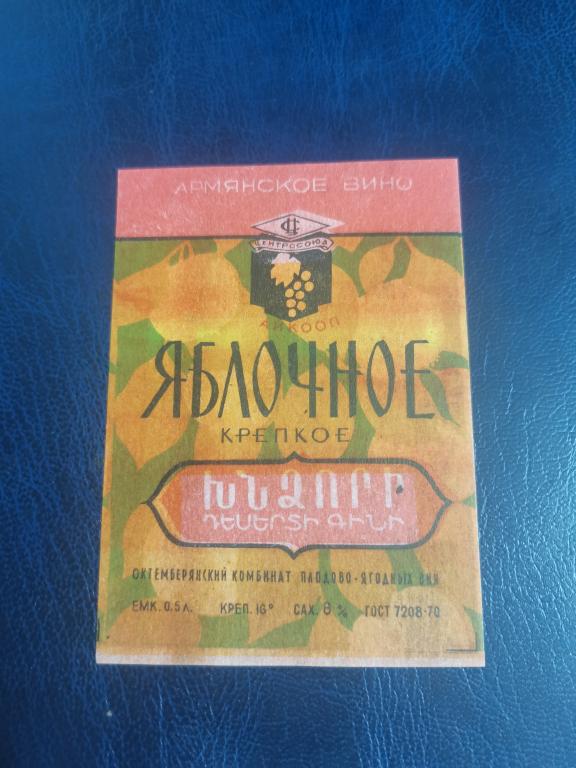 АРМЯНСКОЕ ВИНО
ЦЕНТРОСОЮЗ
АЙКООП
ЯБЛОЧНОЕ
КРЕПКОЕ
ԽՆՁՈՐԻ
ԴԵՍԵՐՏԻ ԳԻՆԻ
ОКТЕМБЕРЯНСКИЙ КОМБИНАТ ПЛОДОВО-ЯГОДНЫХ ВИН
ЕМК. 0.5 Л. КРЕП. 16° САХ. 8 % ГОСТ 7208-70